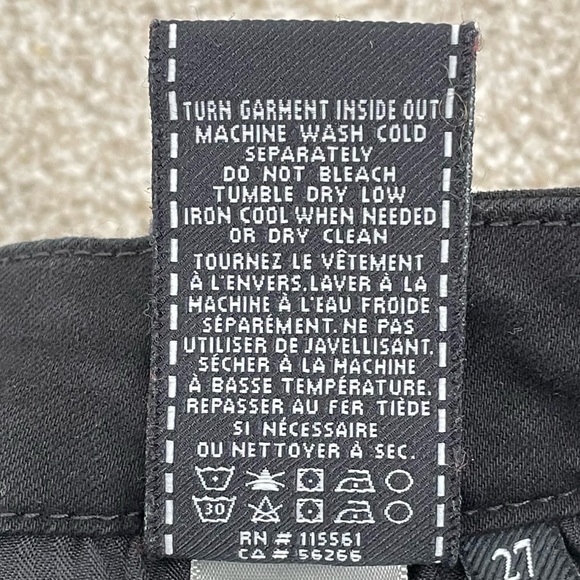 TURN GARMENT INSIDE OUT
MACHINE WASH COLD
SEPARATELY
DO NOT BLEACH
TUMBLE DRY LOW
IRON COOL WHEN NEEDED
OR DRY CLEAN
TOURNEZ LE VÊTEMENT
À L'ENVERS.LAVER À LA
MACHINE À L'EAU FROIDE
SÉPARÉMENT. NE PAS
UTILISER DE JAVELLISANT.
SÉCHER À LA MACHINE
À BASSE TEMPÉRATURE.
REPASSER AU FER TIÈDE
SI NÉCESSAIRE
OU NETTOYER À SEC.
30
RN # 115561
CA # 56266
27